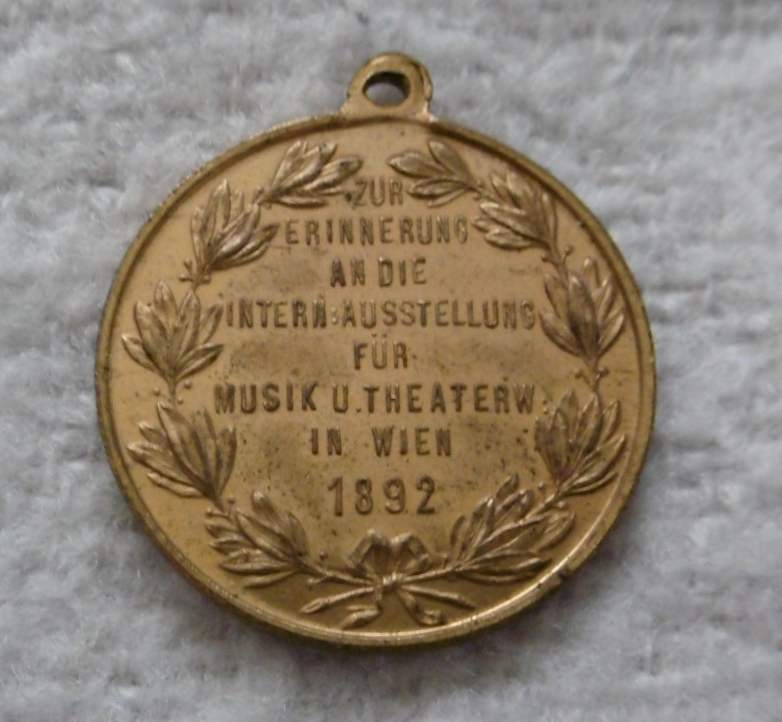 ZUR
ERINNERUNG
AN DIE
INTERN: AUSSTELLUNG
FÜR
MUSIK U. THEATERW.
IN WIEN
1892